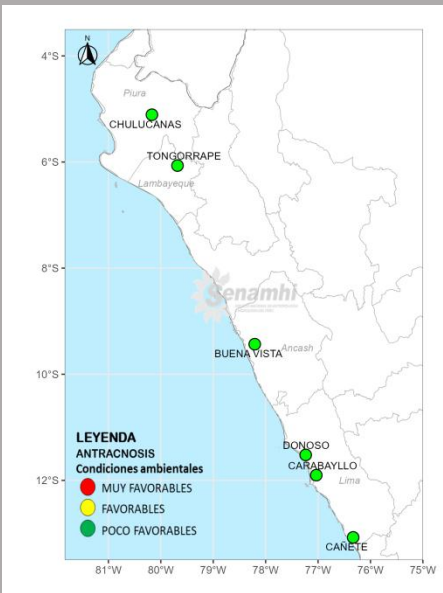 N
4°S
Piura
CHULUCANAS
TONGORRAPE
6°S
Lambayeque
8°S
Senamhi
Ancash
BUENA VISTA
10°S
LEYENDA
ANTRACNOSIS
Condiciones ambientales
MUY FAVORABLES
FAVORABLES
POCO FAVORABLES
DONOSO
CARABAYLLO
12°S
Lima
CAÑETE
81°W 80°W 79°W 78°W 77°W 76°W 75°W